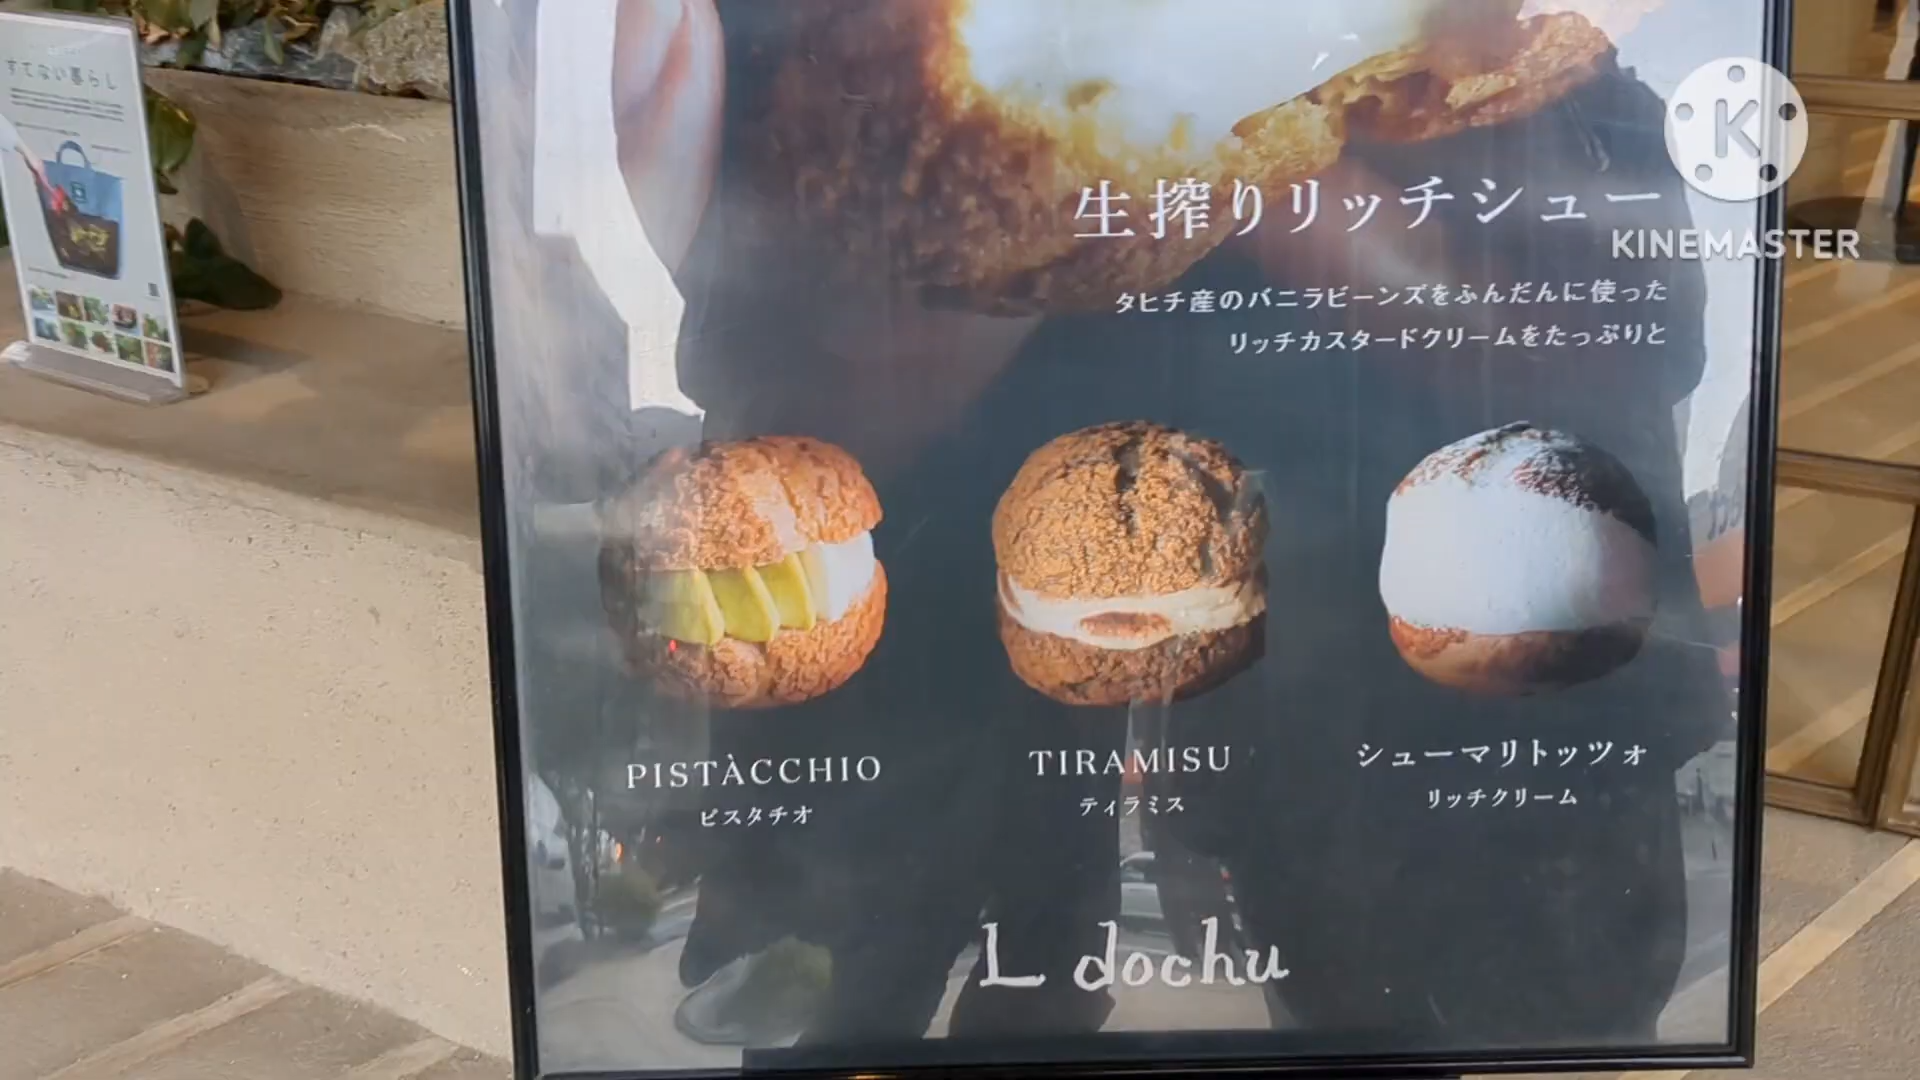 すてない暮らし
生搾りリッチシュー
KINEMASTER
タヒチ産のバニラビーンズをふんだんに使った
リッチカスタードクリームをたっぷりと
PISTÀCCHIO
ピスタチオ
TIRAMISU
ティラミス
シューマリトッツォ
リッチクリーム
L dochu